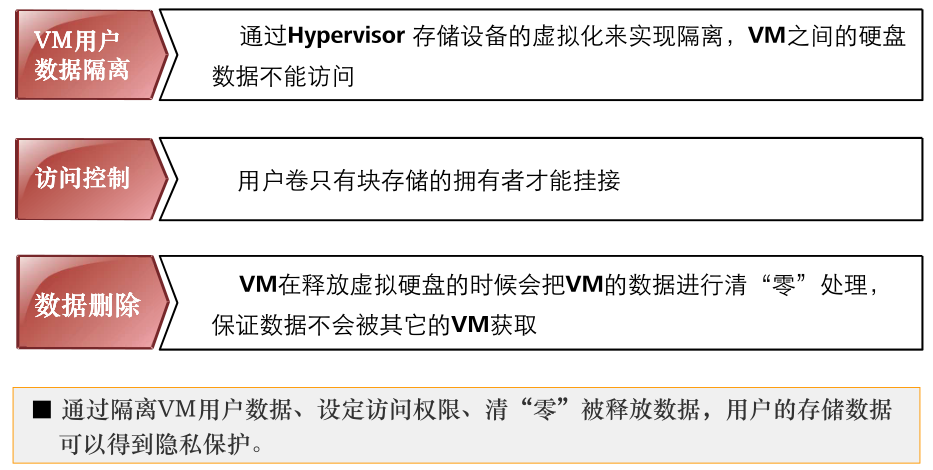 VM用户
数据隔离
通过Hypervisor 存储设备的虚拟化来实现隔离，VM之间的硬盘
数据不能访问
访问控制
用户卷只有块存储的拥有者才能挂接
数据删除
VM在释放虚拟硬盘的时候会把VM的数据进行清“零”处理，
保证数据不会被其它的VM获取
■ 通过隔离VM用户数据、设定访问权限、清“零”被释放数据，用户的存储数据
可以得到隐私保护。